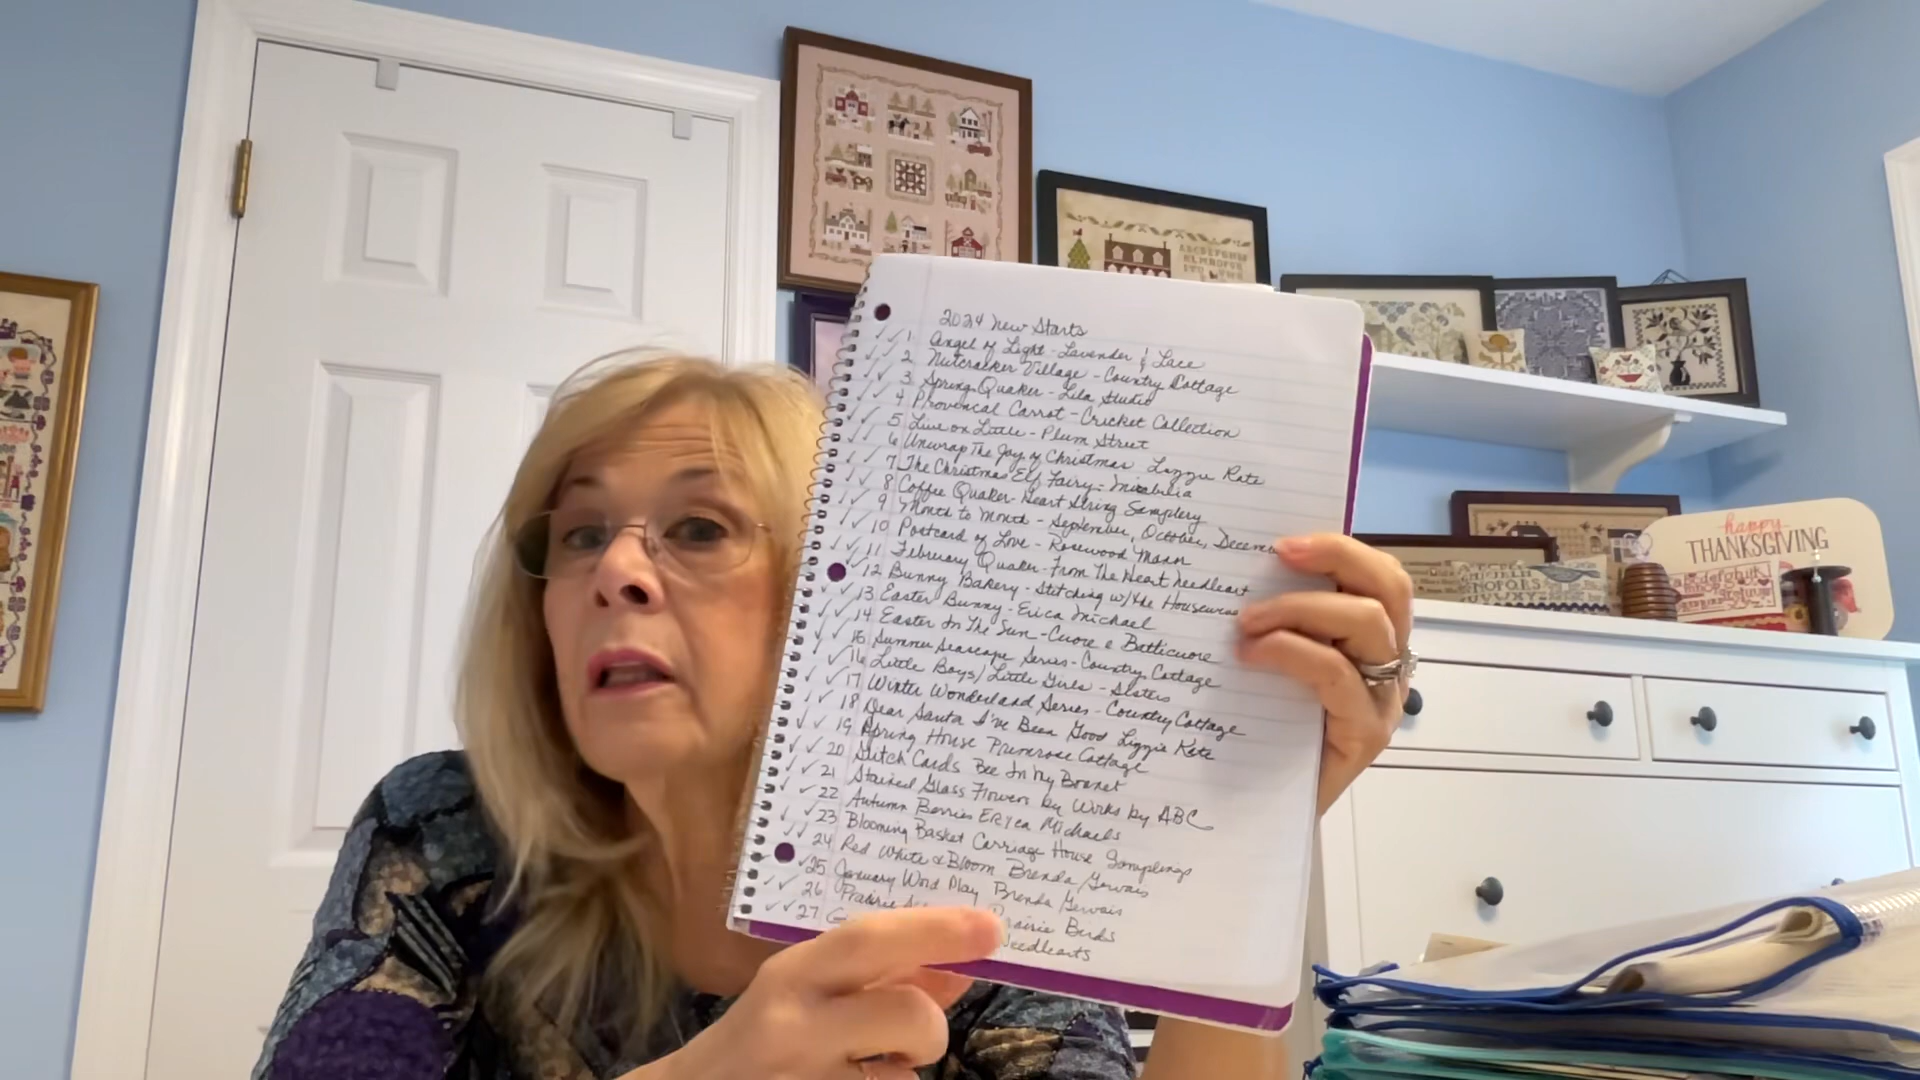 2024 New Starts
✓✓ 1. Angel of Light - Lavender & Lace
✓✓ 2. Nutcracker Village - Country Cottage
✓ 3. Spring Quaker - Lila Studio
✓✓ 4 Provencal Carrot - Cricket Collection
✓✓ 5 Live on Little - Plum Street
✓✓ 6 Unwrap The Joy of Christmas Lizzie Kate
✓✓ 7 The Christmas Elf Fairy - Mirabilia
✓✓ 8 Coffee Quaker - Heart String Samplery
✓✓ 9 Month to Month - September, October, Decem
✓✓ 10 Postcard of Love - Rosewood Manor
✓✓ 11 February Quaker - From The Heart Needleart
✓ 12 Bunny Bakery - Stitching w/the Housewives
✓✓ 13 Easter Bunny - Erica Michael
✓✓ 14 Easter In The Sun - Cuore e Batticuore
✓✓ 15 Summer Seascape Series - Country Cottage
✓ 16 Little Boys/Little Girls - Sisters
✓✓ 17 Winter Wonderland Series - Country Cottage
✓✓ 18 Dear Santa I've Been Good Lizzie Kate
✓✓ 19 Spring House Primrose Cottage
✓✓ 20 Stitch Cards Bee In My Bonnet
✓✓ 21 Stained Glass Flowers by Works by ABC
✓✓ 22 Autumn Berries Erica Michaels
✓✓ 23 Blooming Basket Carriage House Samplings
✓✓ 24 Red White & Bloom Brenda Gervais
✓25 January Word Play Brenda Gervais
✓✓ 26 Prairie Prairie Birds
✓✓ 27 Needlearts
happy
THANKSGIVING